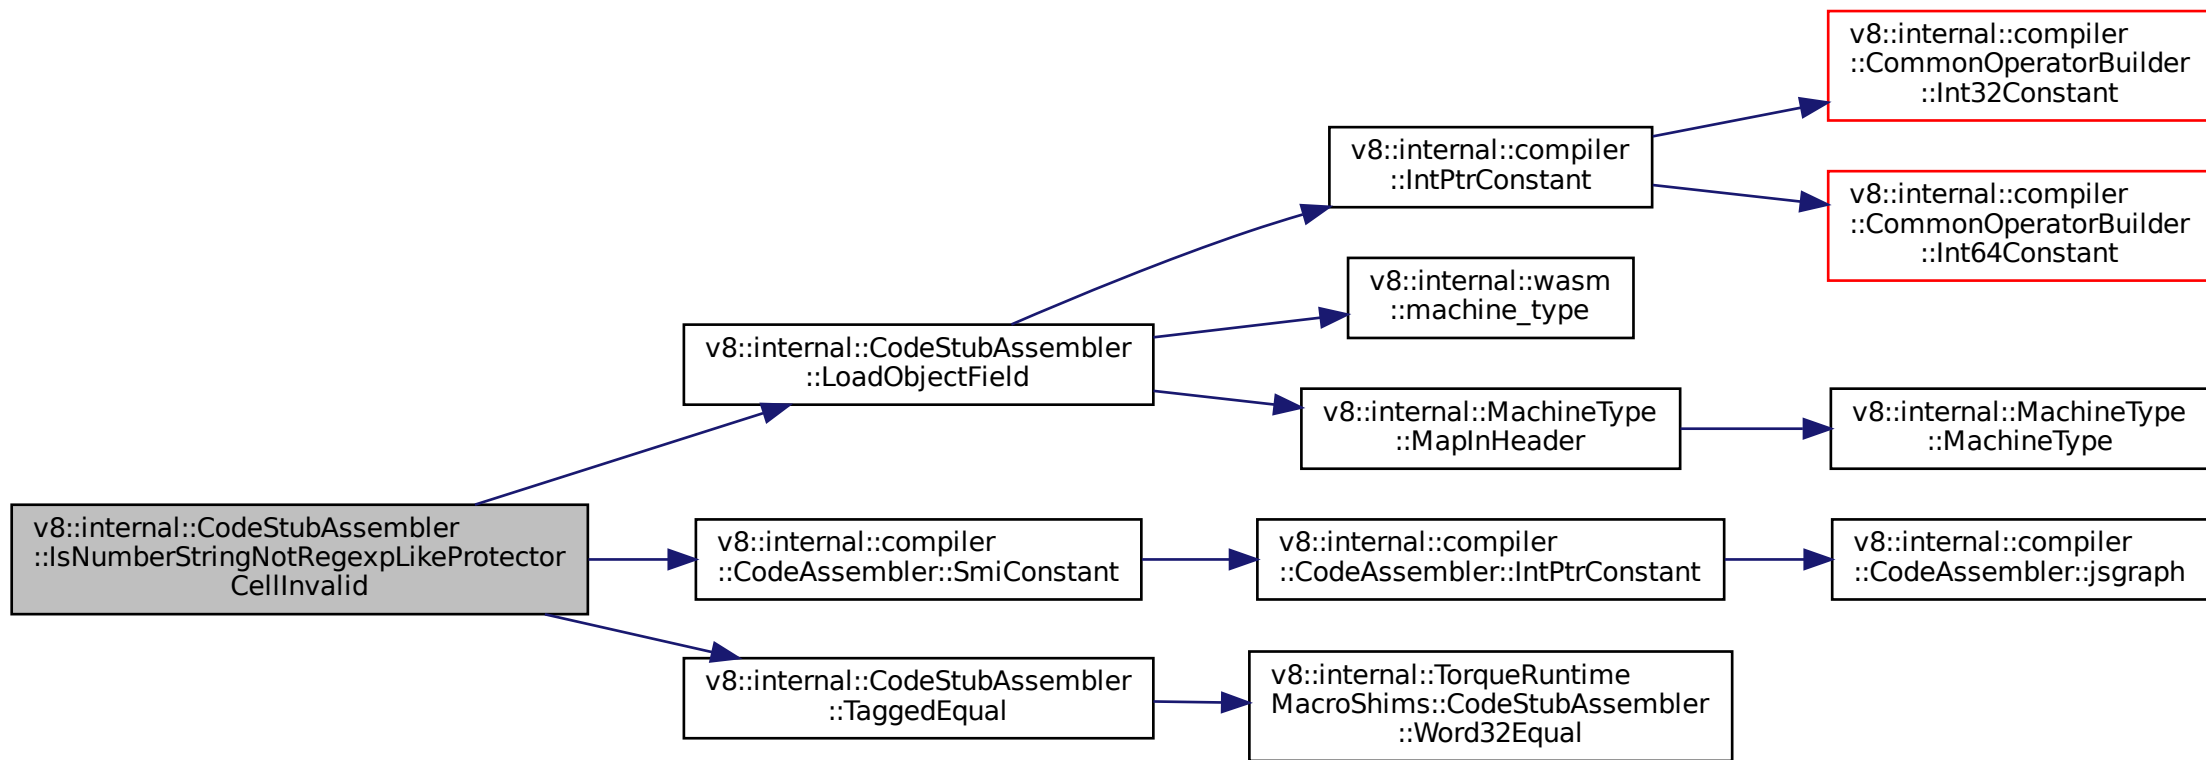 v8::internal::compiler
::CommonOperatorBuilder
::Int32Constant
v8::internal::compiler
::IntPtrConstant
v8::internal::compiler
::CommonOperatorBuilder
::Int64Constant
v8::internal::wasm
::machine_type
v8::internal::CodeStubAssembler
::LoadObjectField
v8::internal::MachineType
::MapInHeader
v8::internal::MachineType
::MachineType
v8::internal::CodeStubAssembler
::IsNumberStringNotRegexpLikeProtector
CellInvalid
v8::internal::compiler
::CodeAssembler::SmiConstant
v8::internal::compiler
::CodeAssembler::IntPtrConstant
v8::internal::compiler
::CodeAssembler::jsgraph
v8::internal::CodeStubAssembler
::TaggedEqual
v8::internal::TorqueRuntime
MacroShims::CodeStubAssembler
::Word32Equal